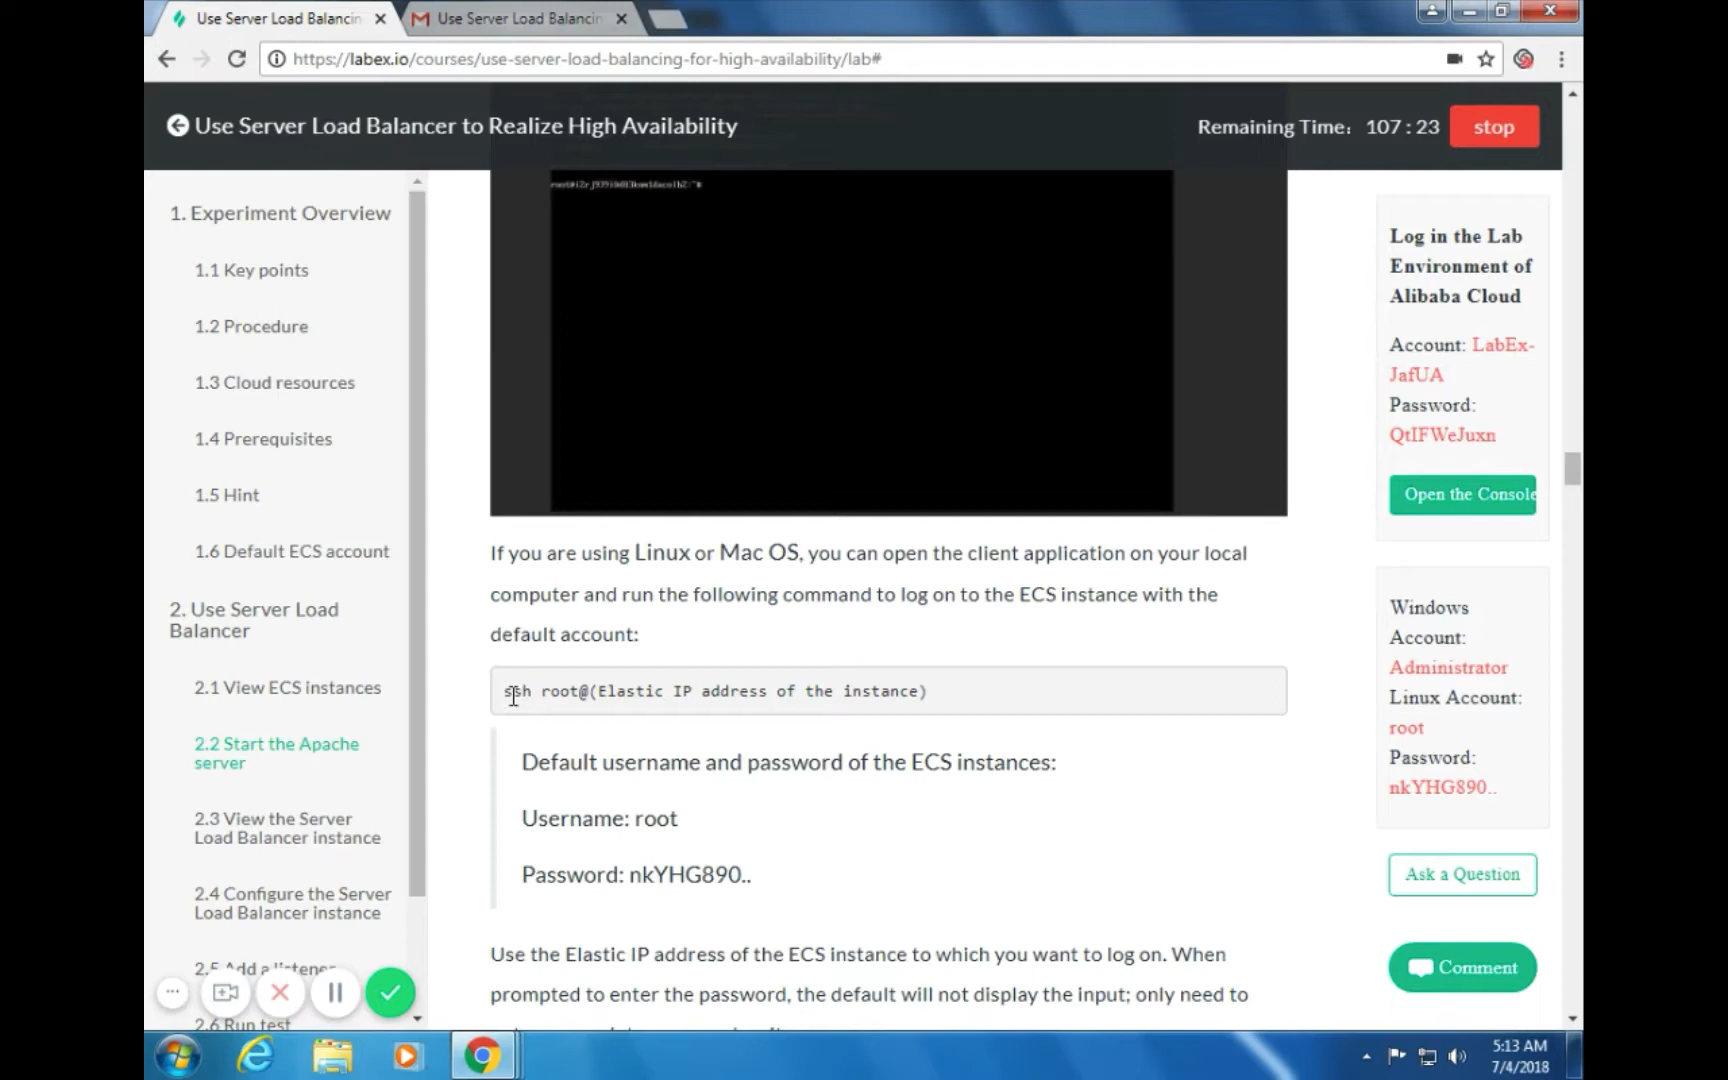 Use Server Load Balancin
Use Server Load Balancin
https://labex.io/courses/use-server-load-balancing-for-high-availability/lab#
Use Server Load Balancer to Realize High Availability
Remaining Time: 107 : 23
stop
1. Experiment Overview
1.1 Key points
1.2 Procedure
1.3 Cloud resources
1.4 Prerequisites
1.5 Hint
1.6 Default ECS account
2. Use Server Load
Balancer
2.1 View ECS instances
2.2 Start the Apache
server
2.3 View the Server
Load Balancer instance
2.4 Configure the Server
Load Balancer instance
2.5 Add a listener
2.6 Run test
If you are using Linux or Mac OS, you can open the client application on your local
computer and run the following command to log on to the ECS instance with the
default account:
ssh root@(Elastic IP address of the instance)
Default username and password of the ECS instances:
Username: root
Password: nkYHG890..
Use the Elastic IP address of the ECS instance to which you want to log on. When
prompted to enter the password, the default will not display the input; only need to
Log in the Lab
Environment of
Alibaba Cloud
Account: LabEx-
JafUA
Password:
QtIFWeJuxn
Open the Console
Windows
Account:
Administrator
Linux Account:
root
Password:
nkYHG890..
Ask a Question
Comment
5:13 AM
7/4/2018